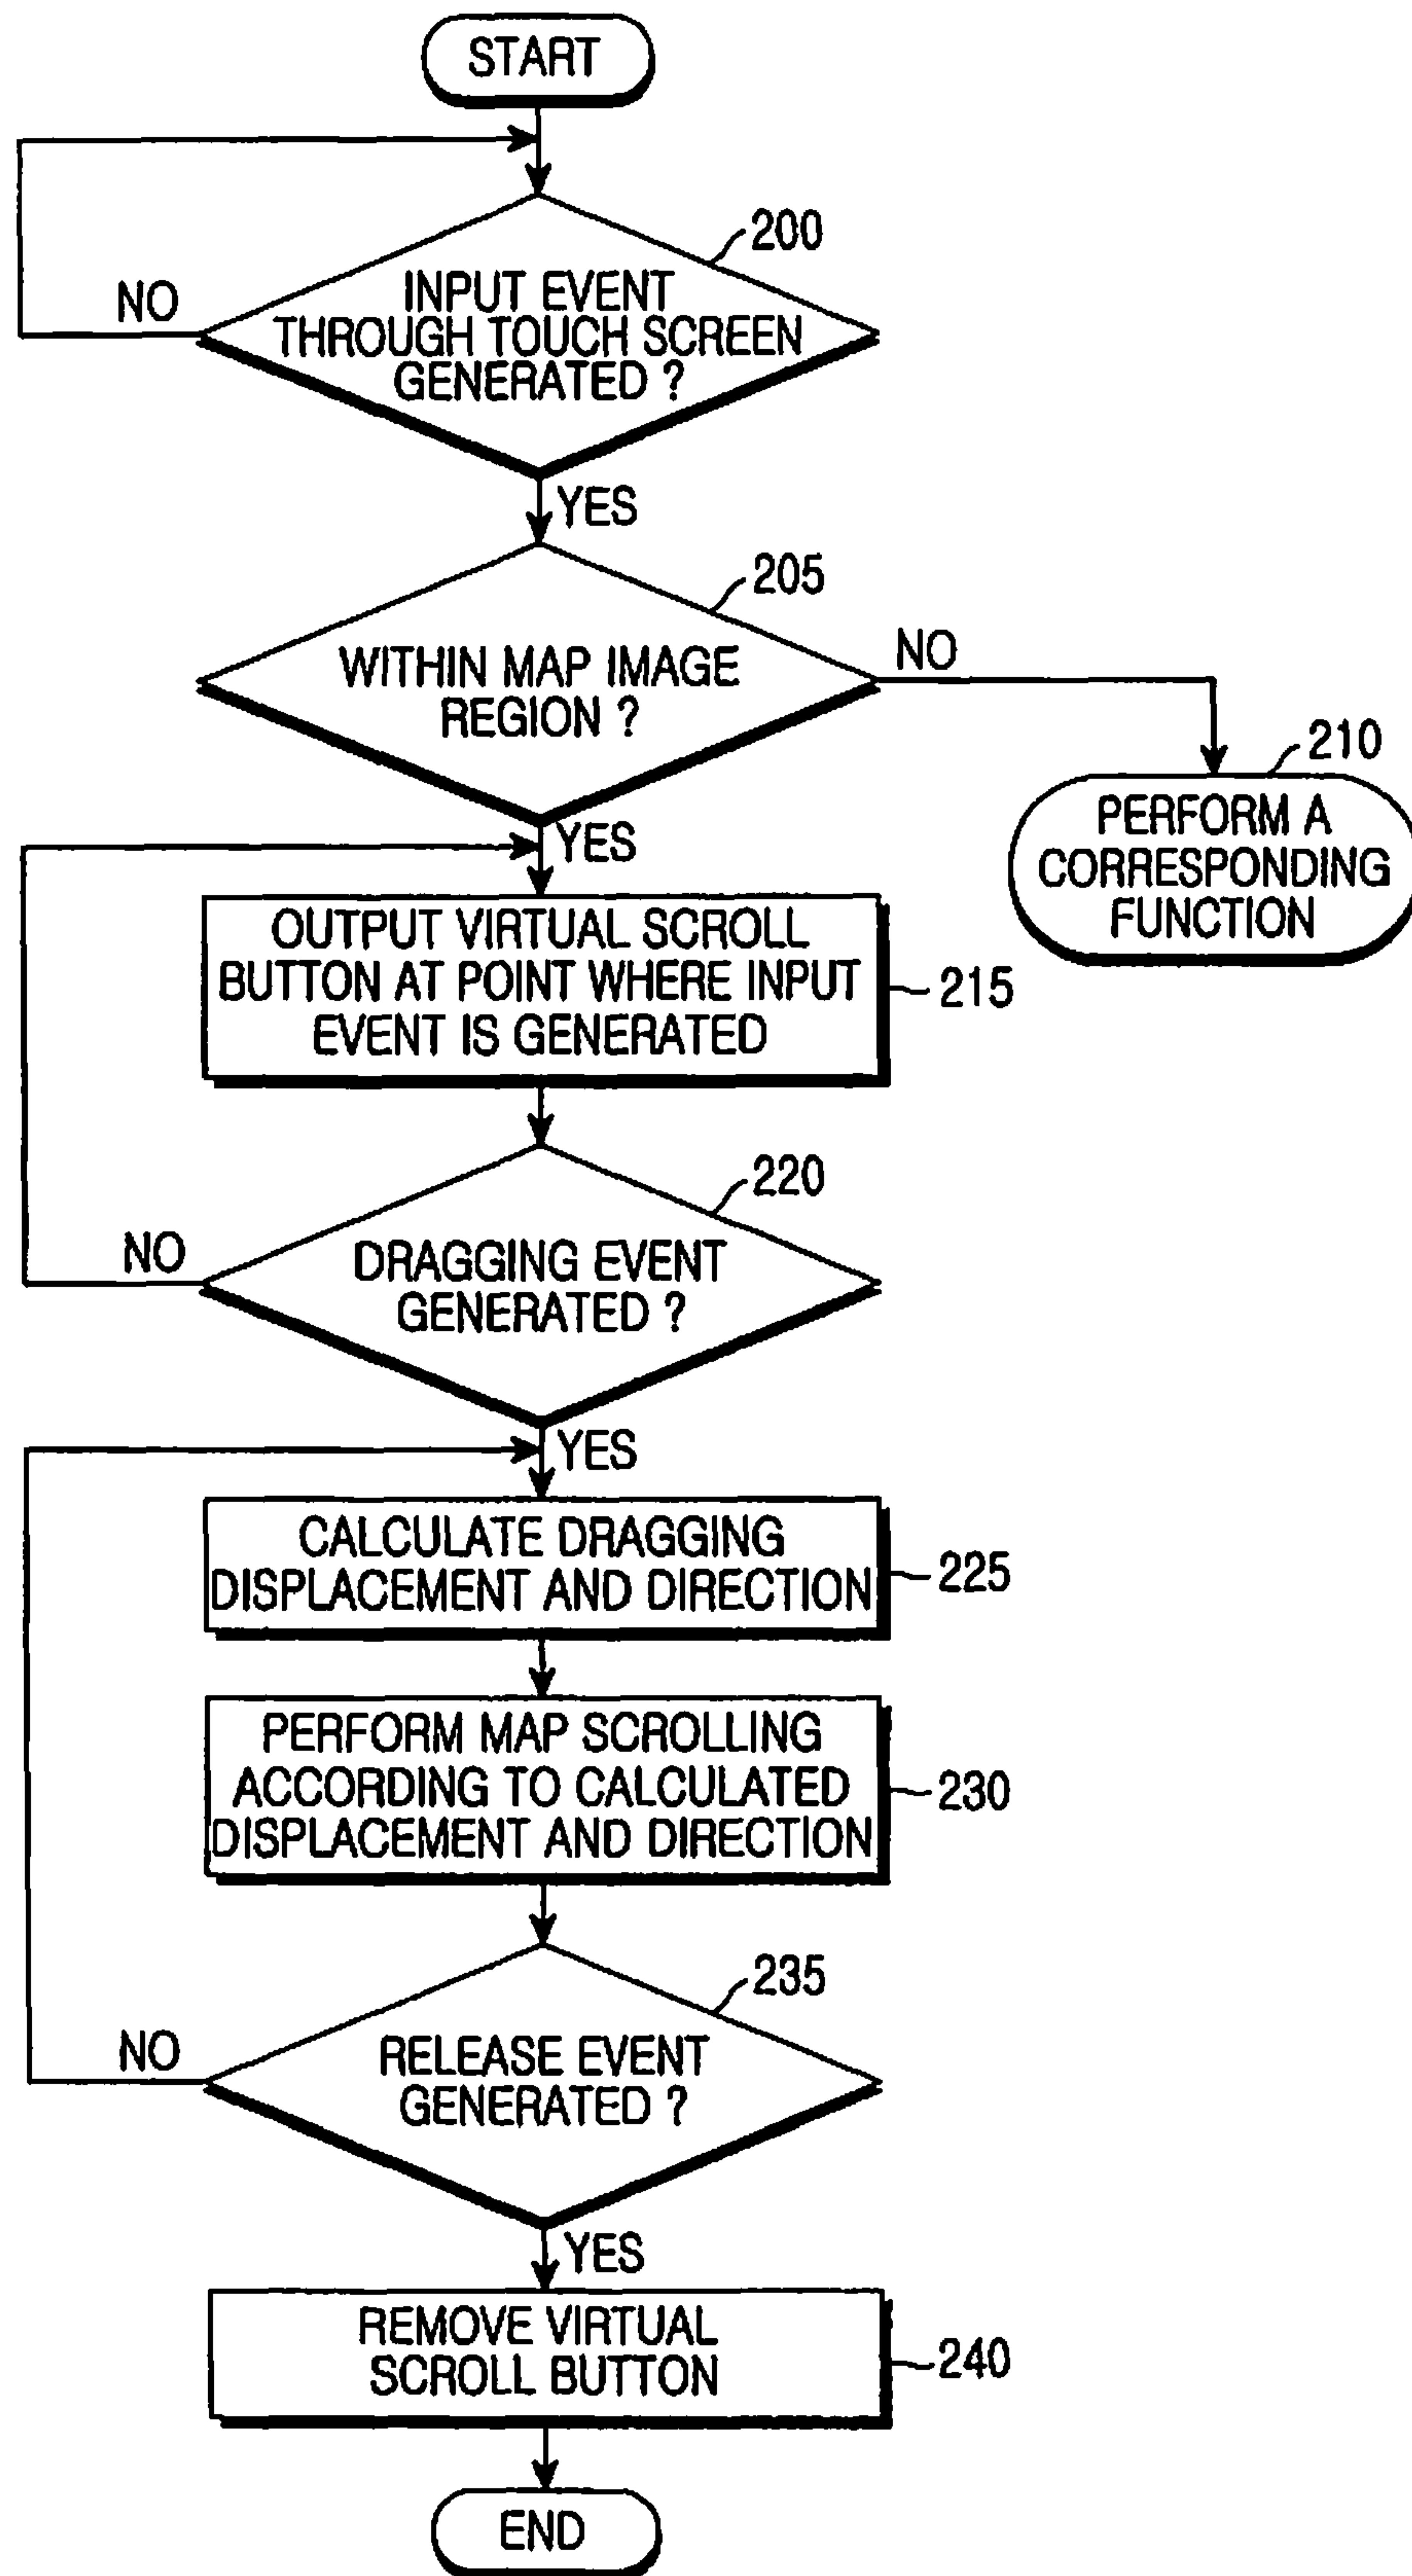 START
200
INPUT EVENT
THROUGH TOUCH SCREEN
GENERATED ?
NO
YES
205
WITHIN MAP IMAGE
REGION ?
NO
210
PERFORM A
CORRESPONDING
FUNCTION
YES
OUTPUT VIRTUAL SCROLL
BUTTON AT POINT WHERE INPUT
EVENT IS GENERATED
215
220
DRAGGING EVENT
GENERATED ?
NO
YES
CALCULATE DRAGGING
DISPLACEMENT AND DIRECTION
225
PERFORM MAP SCROLLING
ACCORDING TO CALCULATED
DISPLACEMENT AND DIRECTION
230
235
RELEASE EVENT
GENERATED ?
NO
YES
REMOVE VIRTUAL
SCROLL BUTTON
240
END